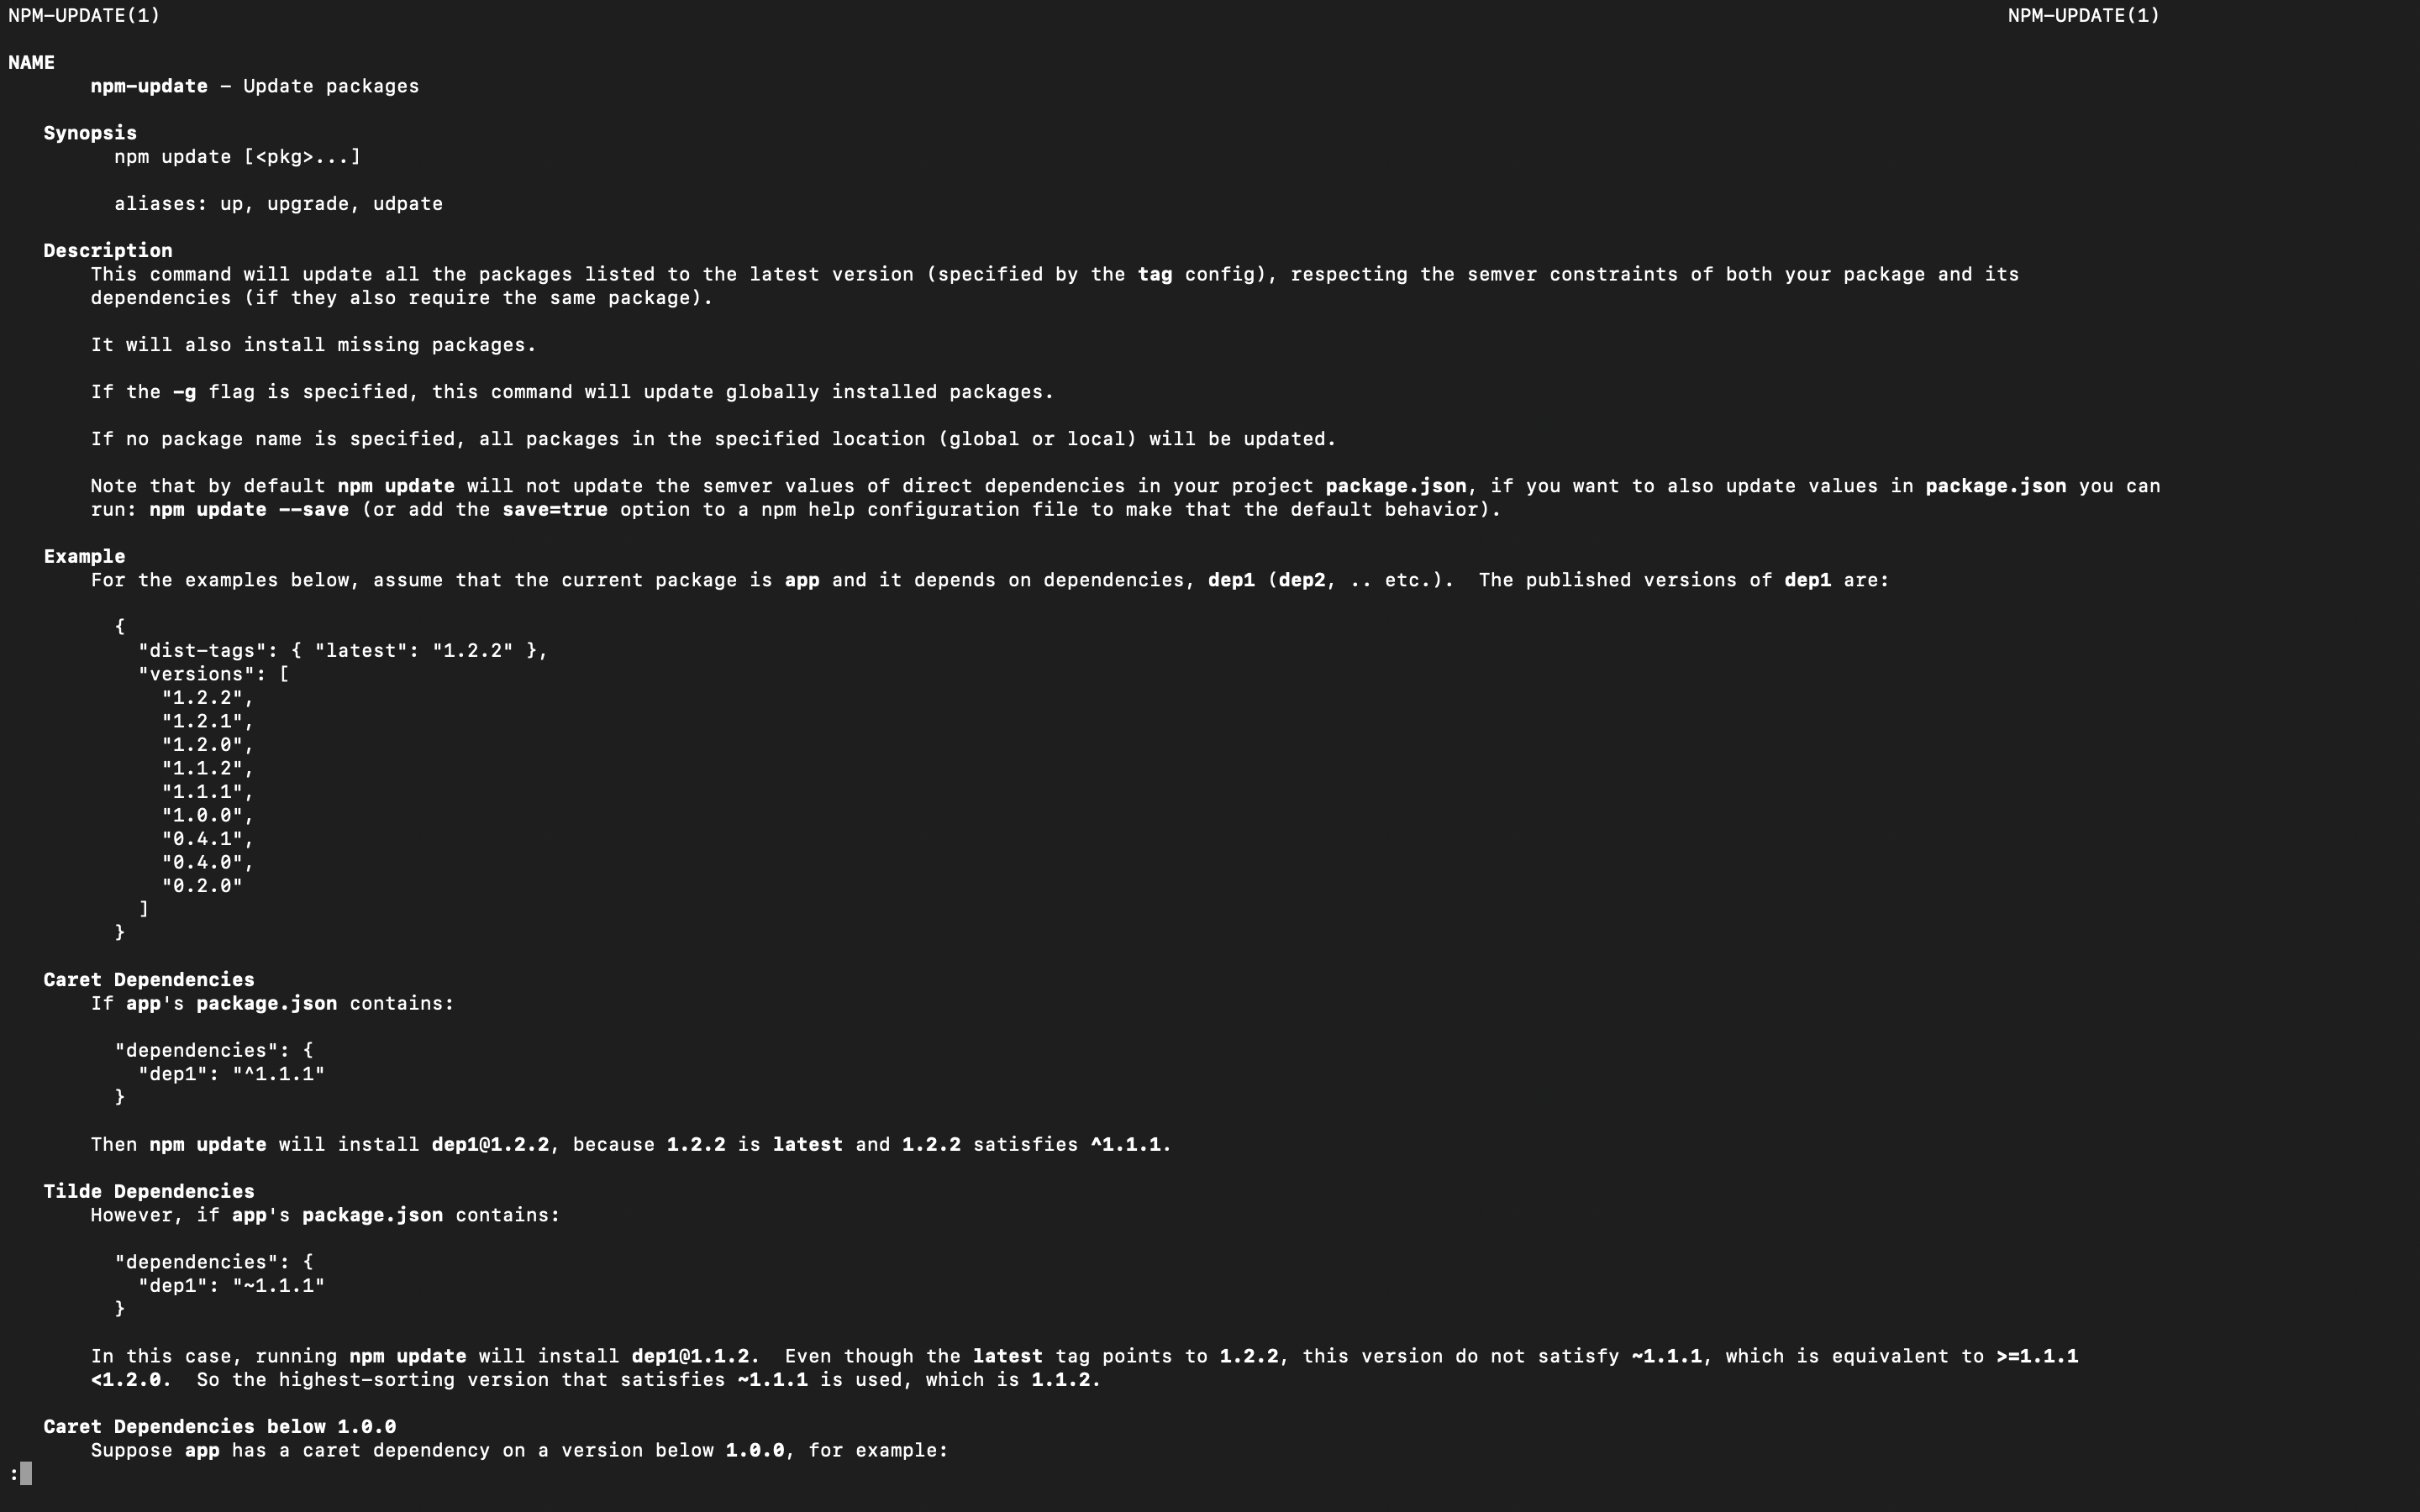 NPM-UPDATE(1) NPM-UPDATE(1)
NAME
npm-update - Update packages
Synopsis
npm update [<pkg>...]
aliases: up, upgrade, udpate
Description
This command will update all the packages listed to the latest version (specified by the tag config), respecting the semver constraints of both your package and its
dependencies (if they also require the same package).
It will also install missing packages.
If the -g flag is specified, this command will update globally installed packages.
If no package name is specified, all packages in the specified location (global or local) will be updated.
Note that by default npm update will not update the semver values of direct dependencies in your project package.json, if you want to also update values in package.json you can
run: npm update --save (or add the save=true option to a npm help configuration file to make that the default behavior).
Example
For the examples below, assume that the current package is app and it depends on dependencies, dep1 (dep2, .. etc.).  The published versions of dep1 are:
{
"dist-tags": { "latest": "1.2.2" },
"versions": [
"1.2.2",
"1.2.1",
"1.2.0",
"1.1.2",
"1.1.1",
"1.0.0",
"0.4.1",
"0.4.0",
"0.2.0"
]
}
Caret Dependencies
If app's package.json contains:
"dependencies": {
"dep1": "^1.1.1"
}
Then npm update will install dep1@1.2.2, because 1.2.2 is latest and 1.2.2 satisfies ^1.1.1.
Tilde Dependencies
However, if app's package.json contains:
"dependencies": {
"dep1": "~1.1.1"
}
In this case, running npm update will install dep1@1.1.2.  Even though the latest tag points to 1.2.2, this version do not satisfy ~1.1.1, which is equivalent to >=1.1.1
<1.2.0.  So the highest-sorting version that satisfies ~1.1.1 is used, which is 1.1.2.
Caret Dependencies below 1.0.0
Suppose app has a caret dependency on a version below 1.0.0, for example:
: